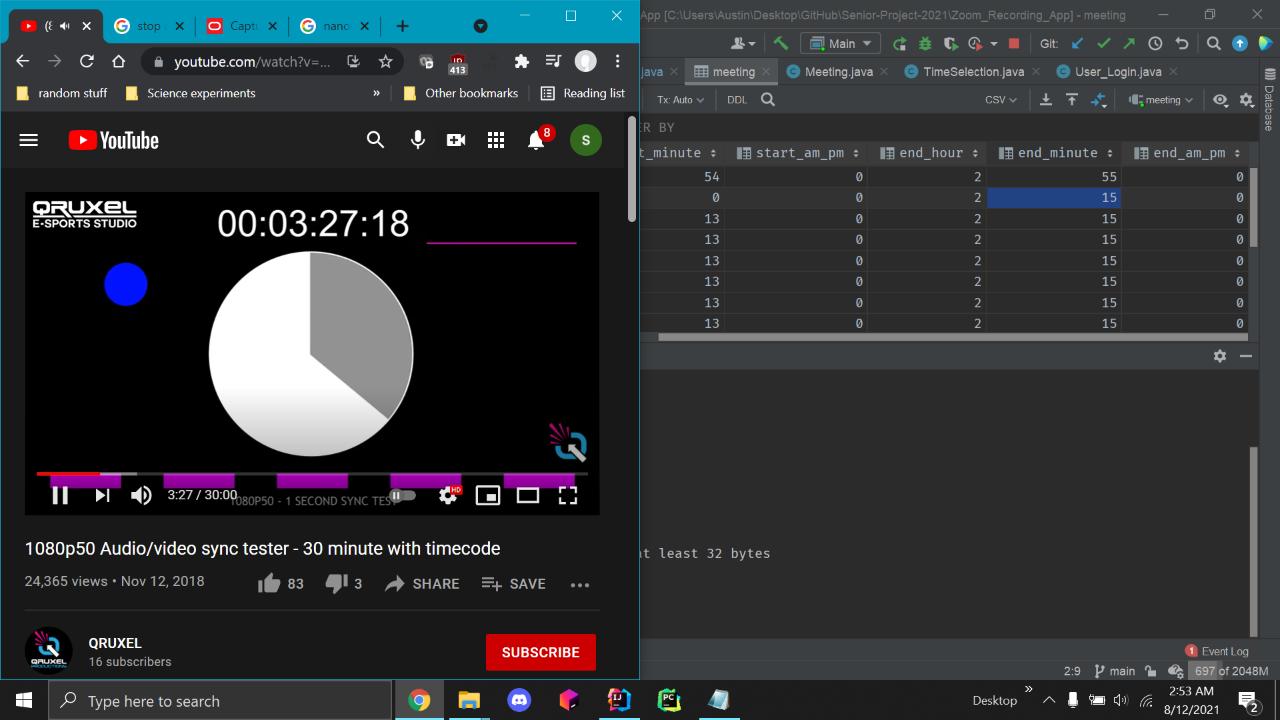 (८
stop
Captu
nano
App [C:\Users\Austin\Desktop\GitHub\Senior-Project-2021\Zoom_Recording_App] - meeting
youtube.com/watch?v=...
413
Main
Git:
random stuff
Science experiments
»
Other bookmarks
Reading list
java
meeting
Meeting.java
TimeSelection.java
User_Login.java
Tx: Auto
DDL
CSV
meeting
Database
YouTube
8
S
ER BY
t_minute start_am_pm end_hour end_minute end_am_pm
54 0 2 55 0
0 0 2 15 0
13 0 2 15 0
13 0 2 15 0
13 0 2 15 0
13 0 2 15 0
13 0 2 15 0
13 0 2 15 0
QRUXEL
E-SPORTS STUDIO
00:03:27:18
3:27 / 30:00
1080P50 - 1 SECOND SYNC TEST
HD
at least 32 bytes
1080p50 Audio/video sync tester - 30 minute with timecode
24,365 views • Nov 12, 2018
83
3
SHARE
SAVE
QRUXEL
PRODUCTIONS
QRUXEL
16 subscribers
SUBSCRIBE
1 Event Log
2:9 main 697 of 2048M
Type here to search
PC
Desktop
»
2:53 AM
8/12/2021
2